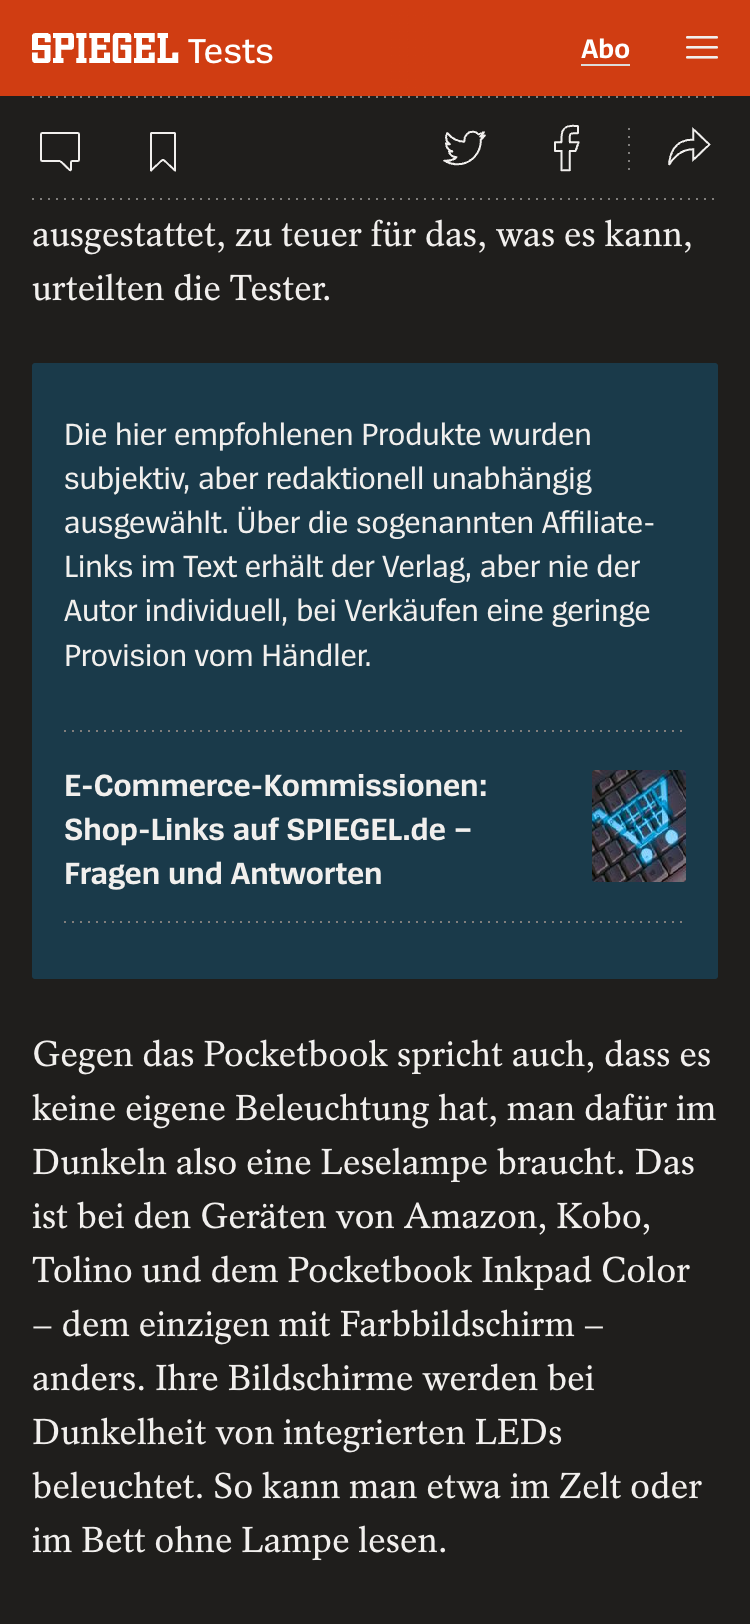 SPIEGEL Tests
Abo
ausgestattet, zu teuer für das, was es kann,
urteilten die Tester.
Die hier empfohlenen Produkte wurden
subjektiv, aber redaktionell unabhängig
ausgewählt. Über die sogenannten Affiliate-
Links im Text erhält der Verlag, aber nie der
Autor individuell, bei Verkäufen eine geringe
Provision vom Händler.
E-Commerce-Kommissionen:
Shop-Links auf SPIEGEL.de –
Fragen und Antworten
Gegen das Pocketbook spricht auch, dass es
keine eigene Beleuchtung hat, man dafür im
Dunkeln also eine Leselampe braucht. Das
ist bei den Geräten von Amazon, Kobo,
Tolino und dem Pocketbook Inkpad Color
– dem einzigen mit Farbbildschirm –
anders. Ihre Bildschirme werden bei
Dunkelheit von integrierten LEDs
beleuchtet. So kann man etwa im Zelt oder
im Bett ohne Lampe lesen.